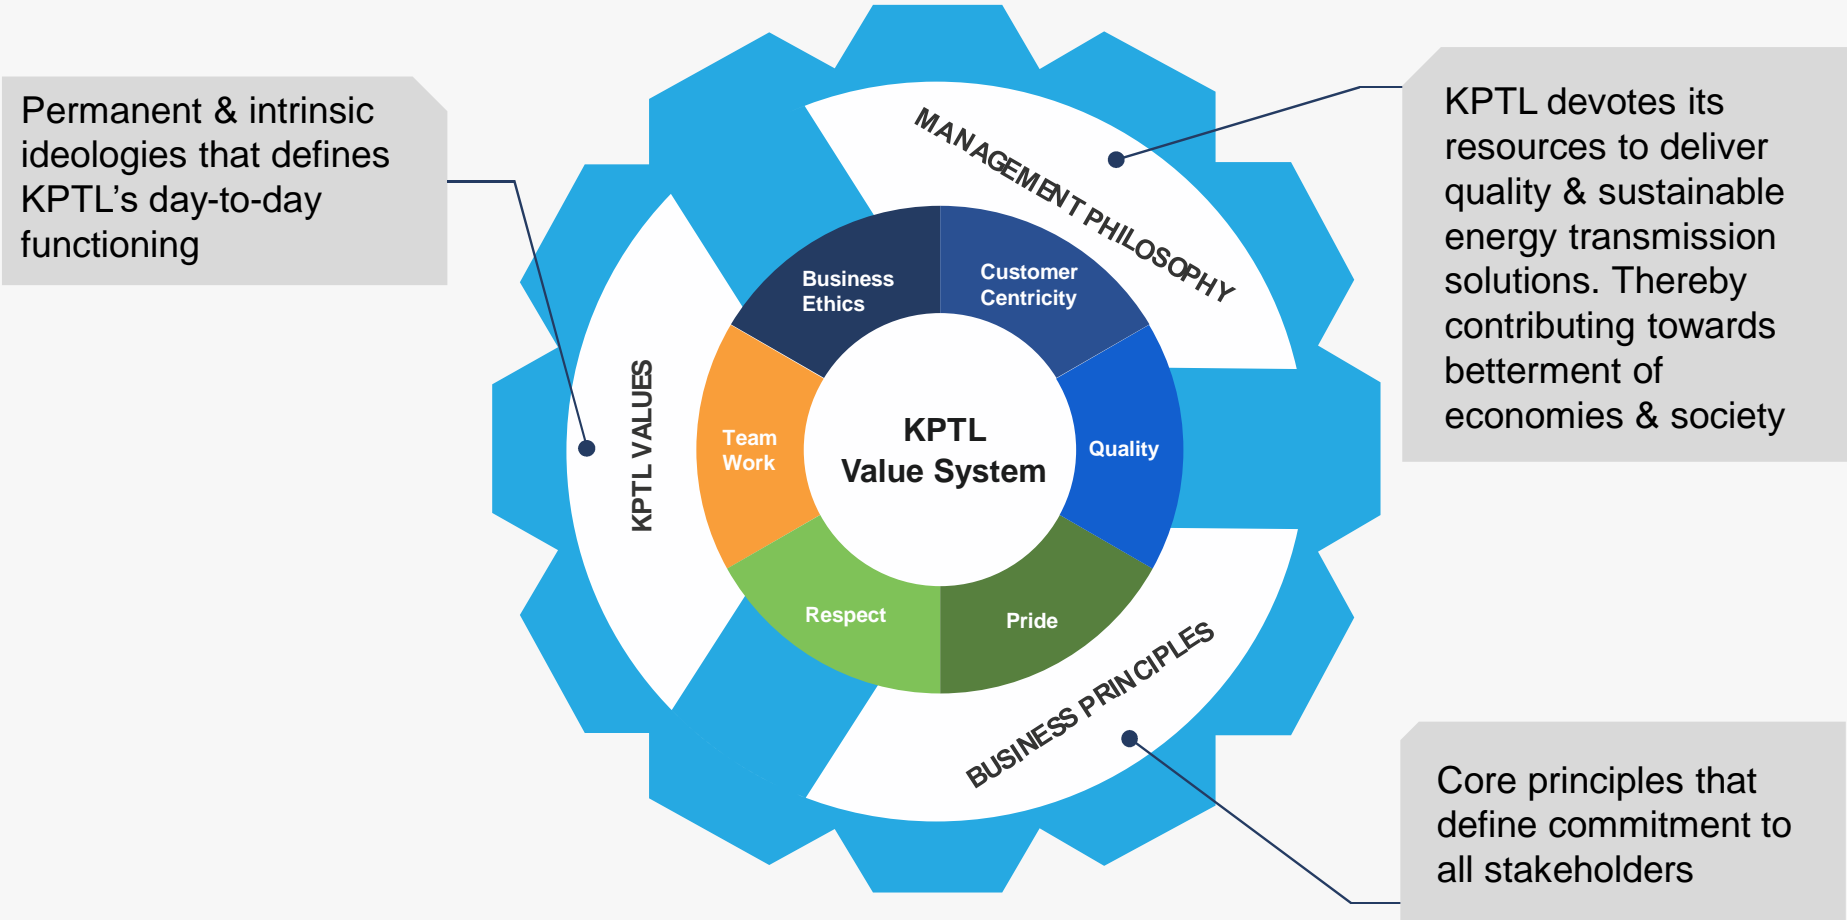 Permanent & intrinsic
ideologies that defines
KPTL’s day-to-day
functioning
MANAGEMENT PHILOSOPHY
KPTL devotes its
resources to deliver
quality & sustainable
energy transmission
solutions. Thereby
contributing towards
betterment of
economies & society
KPTL VALUES
Business
Ethics
Customer
Centricity
Team
Work
KPTL
Value System
Quality
Respect
Pride
BUSINESS PRINCIPLES
Core principles that
define commitment to
all stakeholders